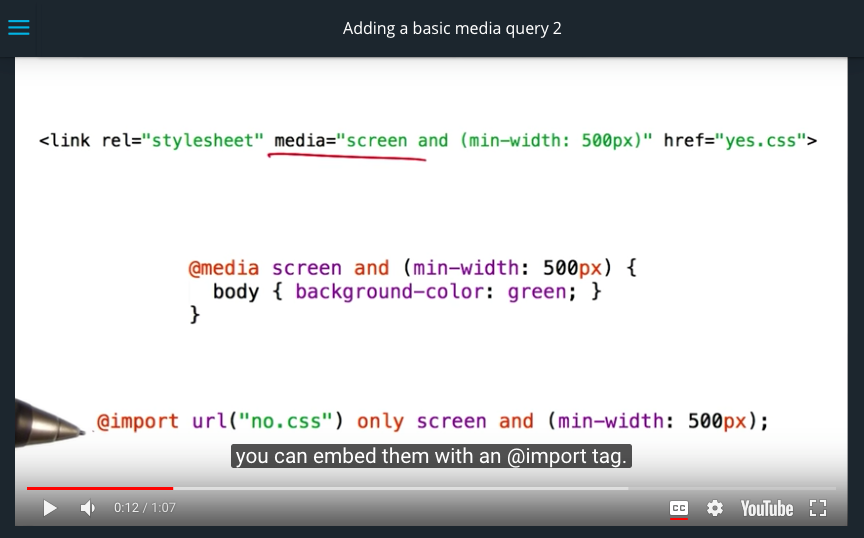 Adding a basic media query 2
<link rel="stylesheet" media="screen and (min-width: 500px)" href="yes.css">
@media screen and (min-width: 500px) {
body { background-color: green; }
}
@import url("no.css") only screen and (min-width: 500px);
you can embed them with an @import tag.
0:12 / 1:07
CC
YouTube